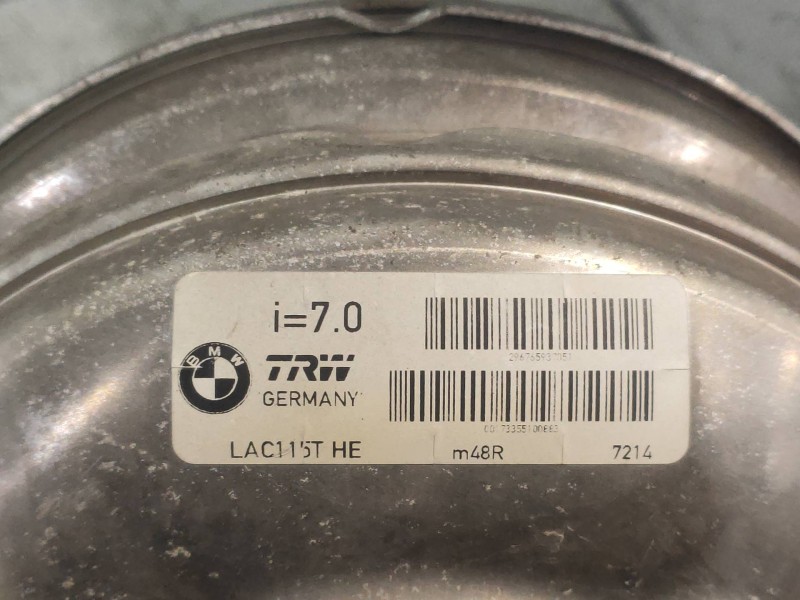 i=7.0
BMW
TRW
GERMANY
LAC115T HE
m48R
7214